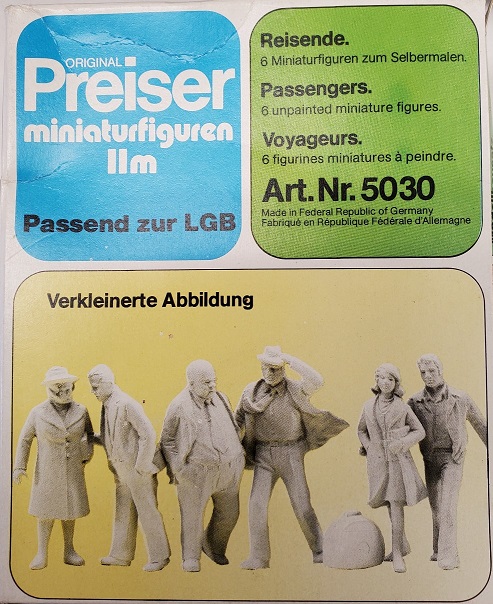 ORIGINAL
Preiser
miniaturfiguren
IIm
Passend zur LGB
Reisende.
6 Miniaturfiguren zum Selbermalen.
Passengers.
6 unpainted miniature figures.
Voyageurs.
6 figurines miniatures à peindre.
Art.Nr.5030
Made in Federal Republic of Germany
Fabriqué en République Fédérale d'Allemagne
Verkleinerte Abbildung